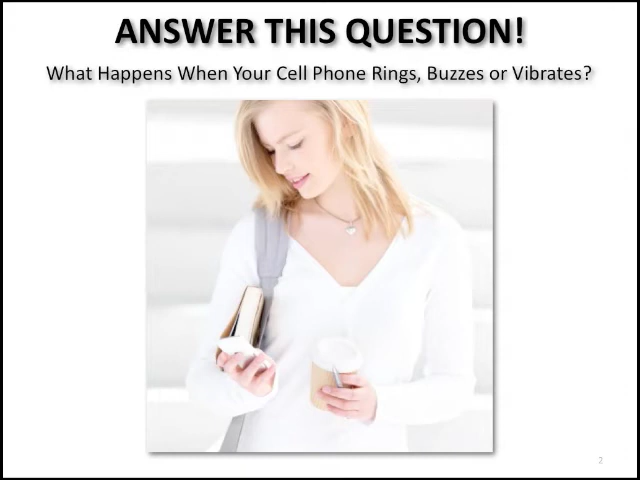 ANSWER THIS QUESTION!
What Happens When Your Cell Phone Rings, Buzzes or Vibrates?
2